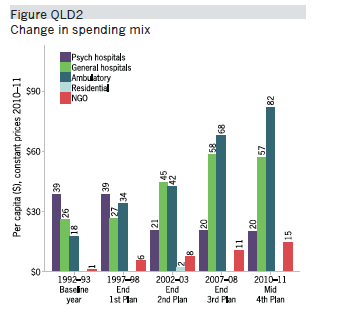 Figure QLD2
Change in spending mix
Per capita ($), constant prices 2010–11
$90
$60
$30
$0
Psych hospitals
General hospitals
Ambulatory
Residential
NGO
39 26 18 1
39 27 34 6
21 45 42 2 8
20 58 68 11
20 57 82 15
1992–93 1997–98 2002–03 2007–08 2010–11
Baseline End End End Mid
year 1st Plan 2nd Plan 3rd Plan 4th Plan